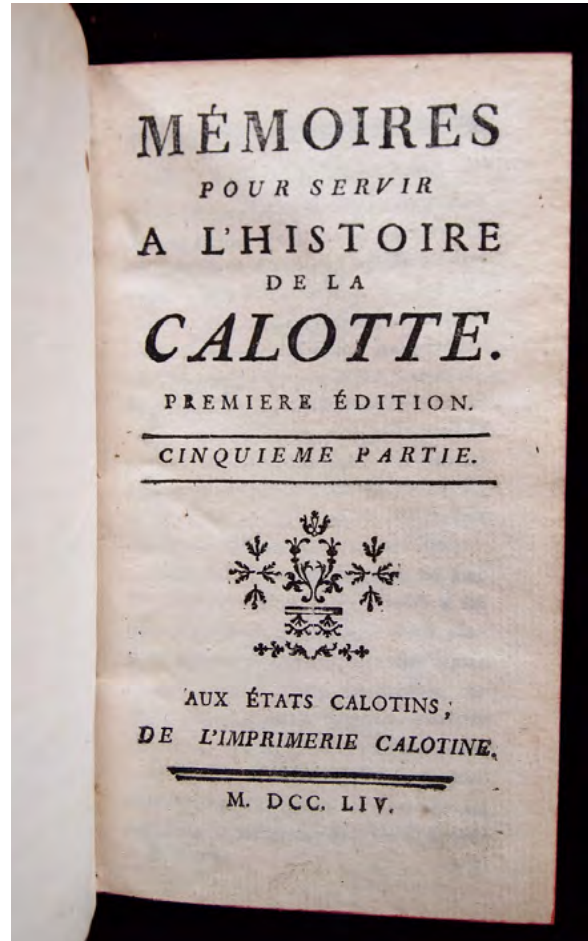 MÉMOIRES
POUR SERVIR
A L'HISTOIRE
DE LA
CALOTTE.
PREMIERE ÉDITION.
CINQUIEME PARTIE.
AUX ÉTATS CALOTINS,
DE L'IMPRIMERIE CALOTINE.
M. DCC. LIV.